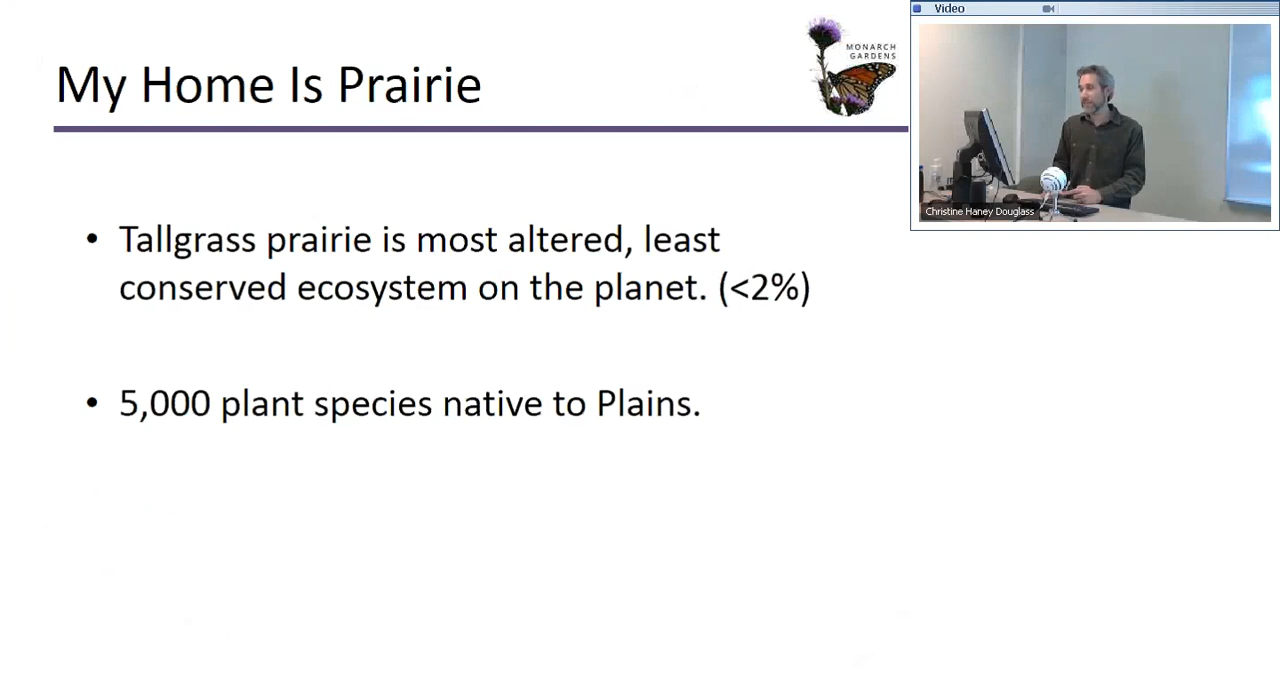 My Home Is Prairie
MONARCH
GARDENS
Video
Christine Haney Douglass
• Tallgrass prairie is most altered, least
conserved ecosystem on the planet. (<2%)
• 5,000 plant species native to Plains.